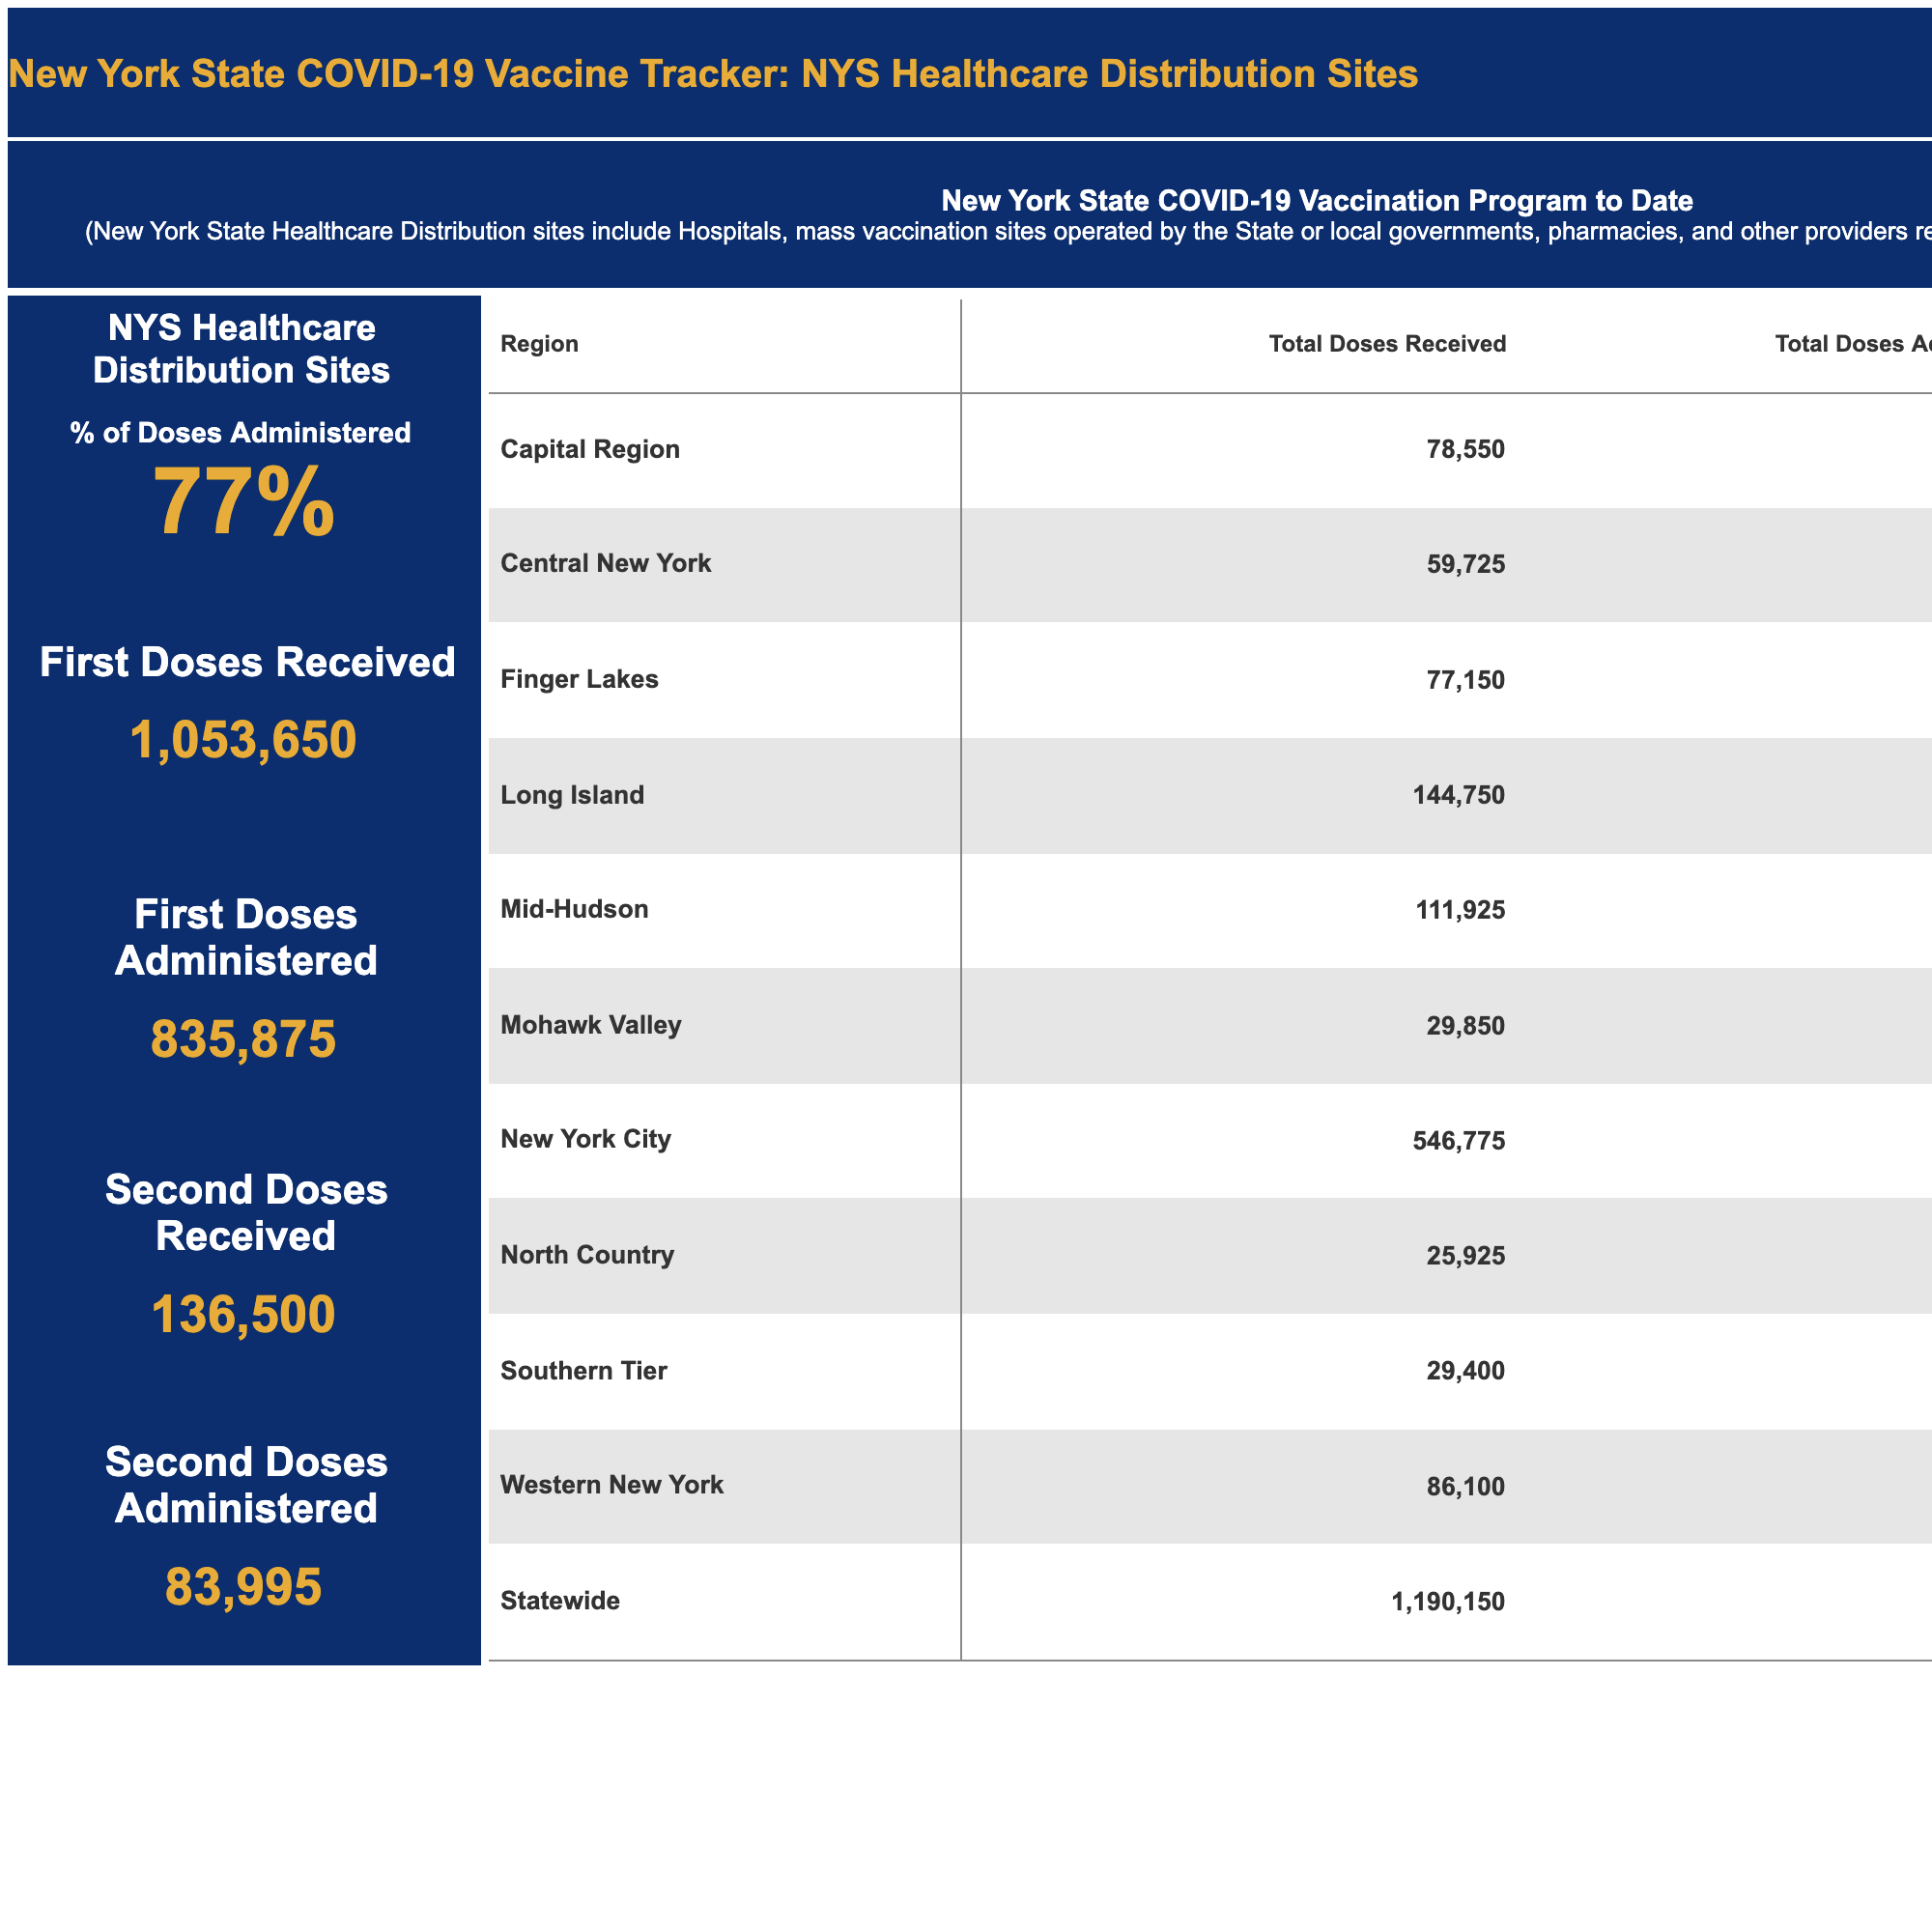 New York State COVID-19 Vaccine Tracker: NYS Healthcare Distribution Sites
New York State COVID-19 Vaccination Program to Date
(New York State Healthcare Distribution sites include Hospitals, mass vaccination sites operated by the State or local governments, pharmacies, and other providers
NYS Healthcare
Distribution Sites
% of Doses Administered
77%
First Doses Received
1,053,650
First Doses
Administered
835,875
Second Doses
Received
136,500
Second Doses
Administered
83,995
Region Total Doses Received Total Doses
Capital Region 78,550
Central New York 59,725
Finger Lakes 77,150
Long Island 144,750
Mid-Hudson 111,925
Mohawk Valley 29,850
New York City 546,775
North Country 25,925
Southern Tier 29,400
Western New York 86,100
Statewide 1,190,150